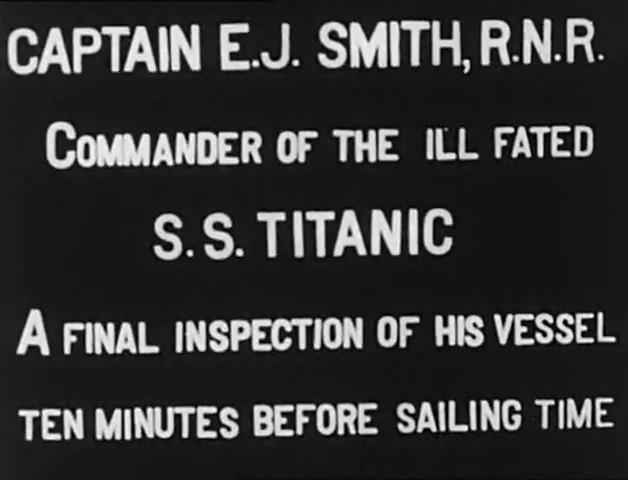 CAPTAIN E.J. SMITH, R.N.R.
COMMANDER OF THE ILL FATED
S.S. TITANIC
A FINAL INSPECTION OF HIS VESSEL
TEN MINUTES BEFORE SAILING TIME